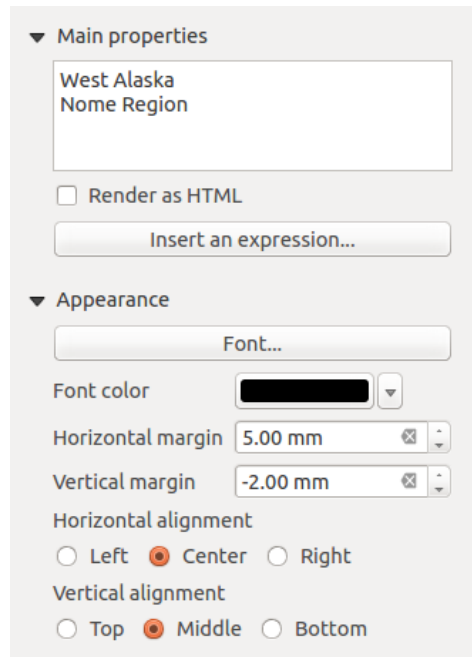 Main properties
West Alaska
Nome Region
Render as HTML
Insert an expression...
Appearance
Font...
Font color
Horizontal margin 5.00 mm
Vertical margin -2.00 mm
Horizontal alignment
Left Center Right
Vertical alignment
Top Middle Bottom